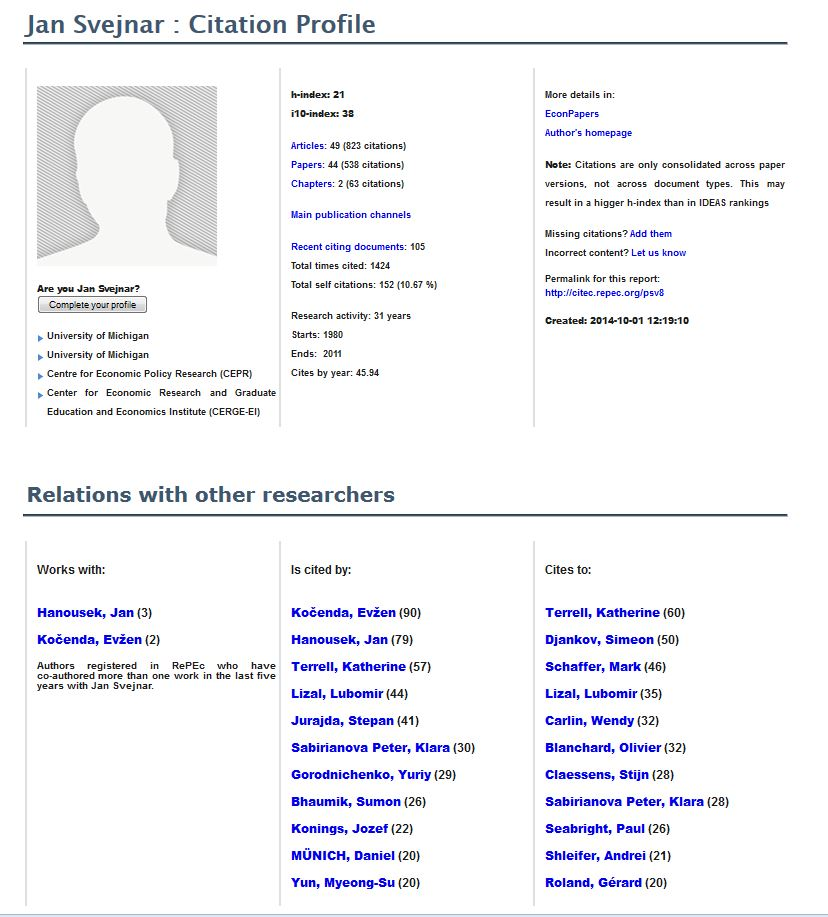 Jan Svejnar : Citation Profile
Are you Jan Svejnar?
Complete your profile
University of Michigan
University of Michigan
Centre for Economic Policy Research (CEPR)
Center for Economic Research and Graduate
Education and Economics Institute (CERGE-EI)
h-index: 21
i10-index: 38
Articles: 49 (823 citations)
Papers: 44 (538 citations)
Chapters: 2 (63 citations)
Main publication channels
Recent citing documents: 105
Total times cited: 1424
Total self citations: 152 (10.67 %)
Research activity: 31 years
Starts: 1980
Ends: 2011
Cites by year: 45.94
More details in:
EconPapers
Author's homepage
Note: Citations are only consolidated across paper
versions, not across document types. This may
result in a higger h-index than in IDEAS rankings
Missing citations? Add them
Incorrect content? Let us know
Permalink for this report:
http://citec.repec.org/psv8
Created: 2014-10-01 12:19:10
Relations with other researchers
Works with:
Hanousek, Jan (3)
Kočenda, Evžen (2)
Authors registered in RePEc who have
co-authored more than one work in the last five
years with Jan Svejnar.
Is cited by:
Kočenda, Evžen (90)
Hanousek, Jan (79)
Terrell, Katherine (57)
Lizal, Lubomir (44)
Jurajda, Stepan (41)
Sabirianova Peter, Klara (30)
Gorodnichenko, Yuriy (29)
Bhaumik, Sumon (26)
Konings, Jozef (22)
MÜNICH, Daniel (20)
Yun, Myeong-Su (20)
Cites to:
Terrell, Katherine (60)
Djankov, Simeon (50)
Schaffer, Mark (46)
Lizal, Lubomir (35)
Carlin, Wendy (32)
Blanchard, Olivier (32)
Claessens, Stijn (28)
Sabirianova Peter, Klara (28)
Seabright, Paul (26)
Shleifer, Andrei (21)
Roland, Gérard (20)